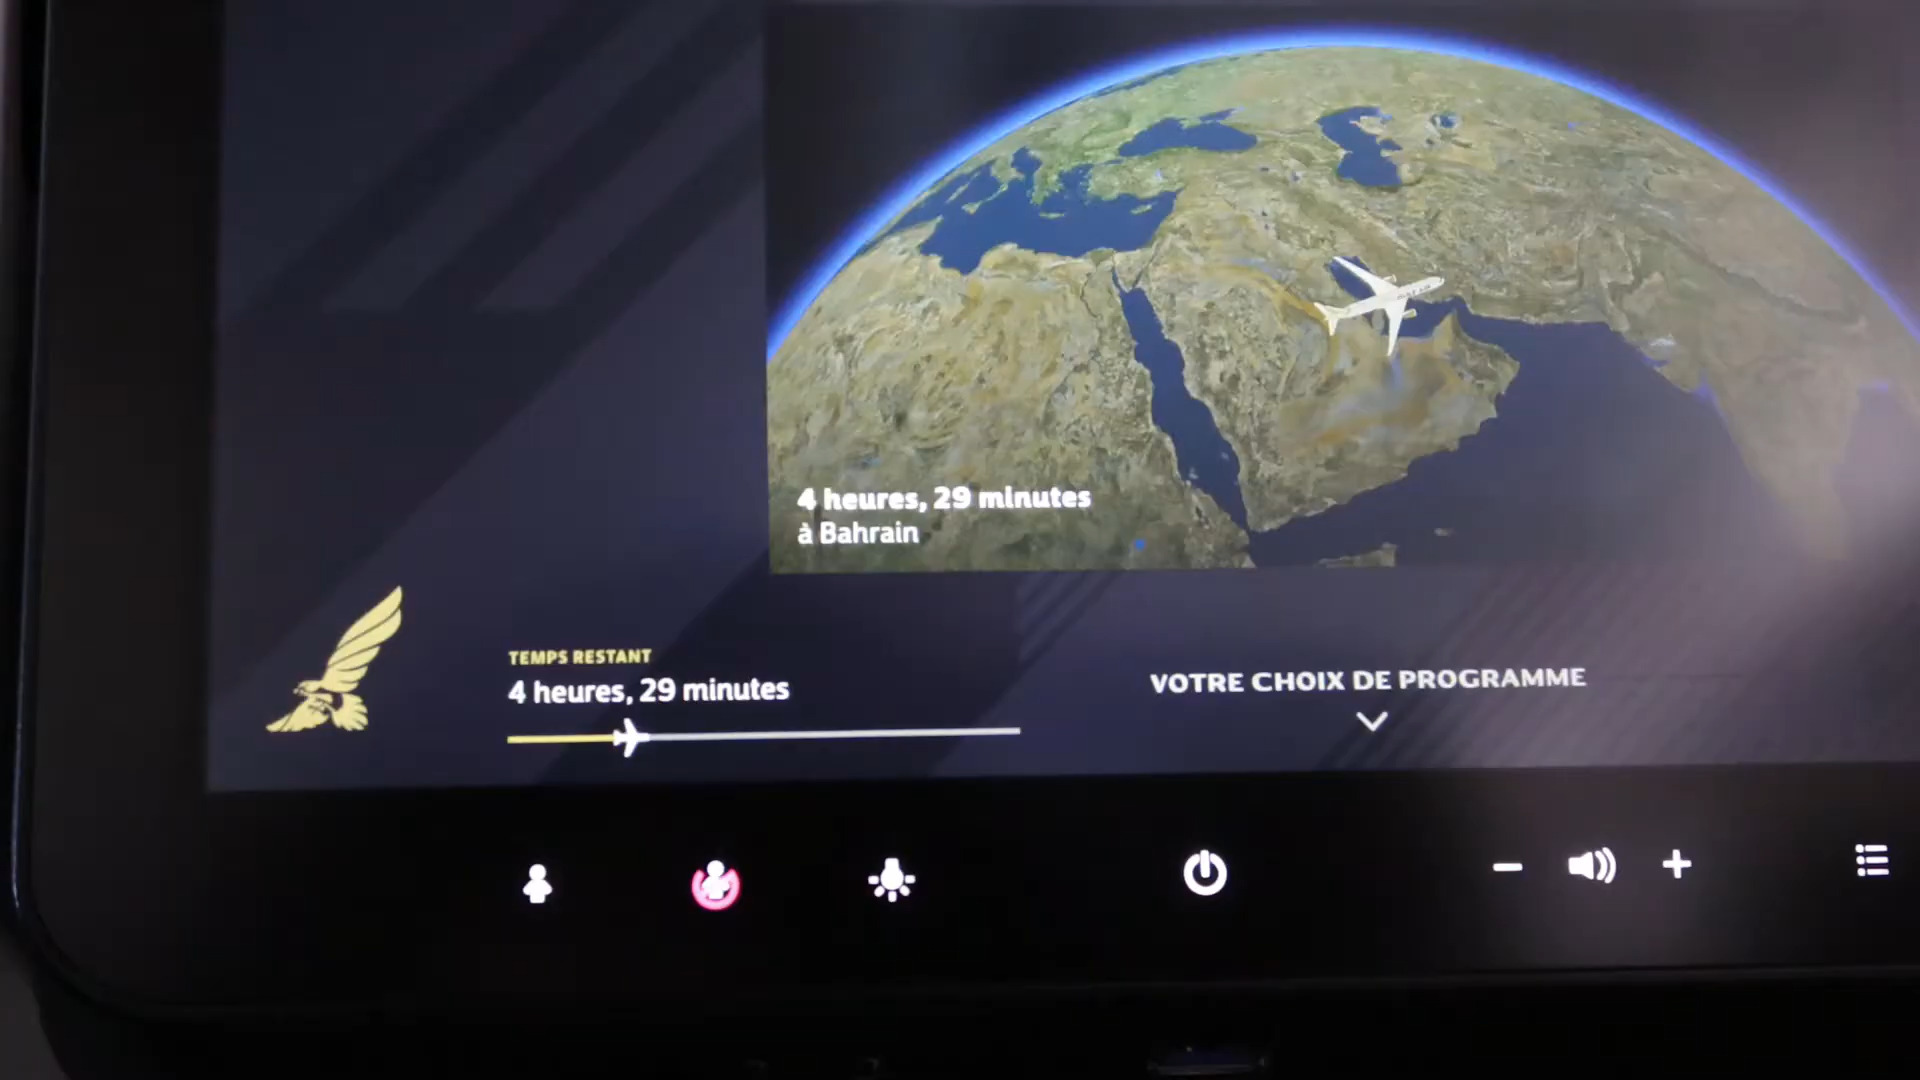 4 heures, 29 minutes
à Bahrain
TEMPS RESTANT
4 heures, 29 minutes
VOTRE CHOIX DE PROGRAMME